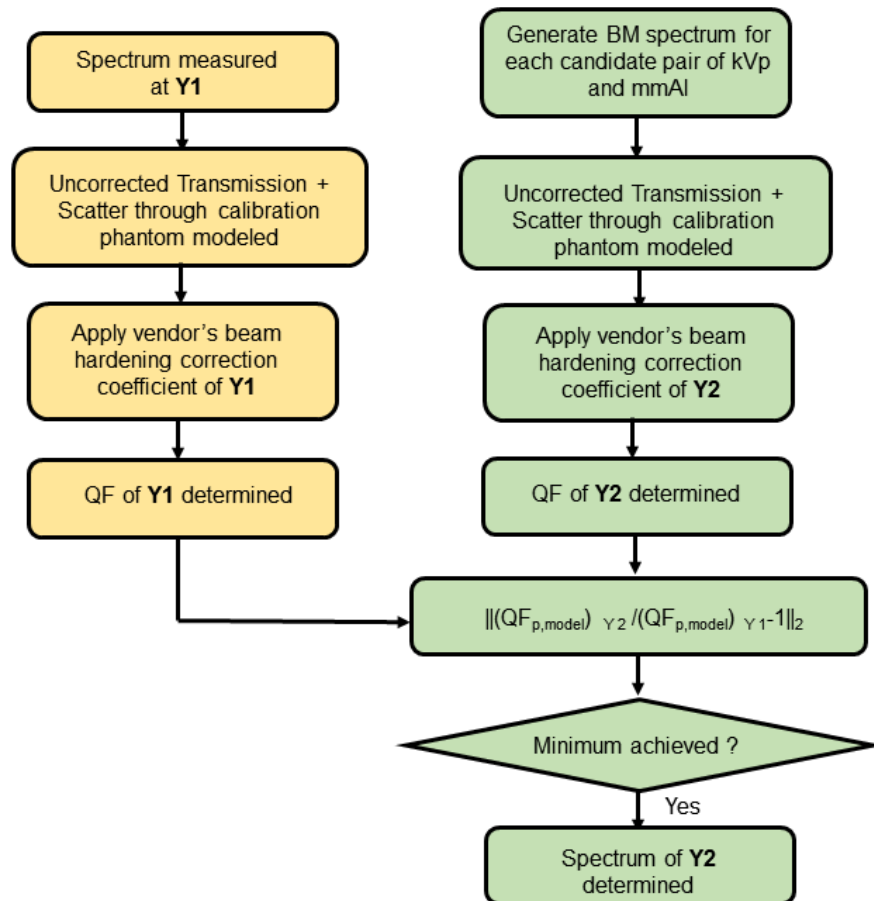 Spectrum measured
at Y1
Uncorrected Transmission +
Scatter through calibration
phantom modeled
Apply vendor's beam
hardening correction
coefficient of Y1
QF of Y1 determined
Generate BM spectrum for
each candidate pair of kVp
and mmAl
Uncorrected Transmission +
Scatter through calibration
phantom modeled
Apply vendor's beam
hardening correction
coefficient of Y2
QF of Y2 determined
||(QFp,model) Y 2 /(QFp,model) Y 1-1||2
Minimum achieved ?
Yes
Spectrum of Y2
determined